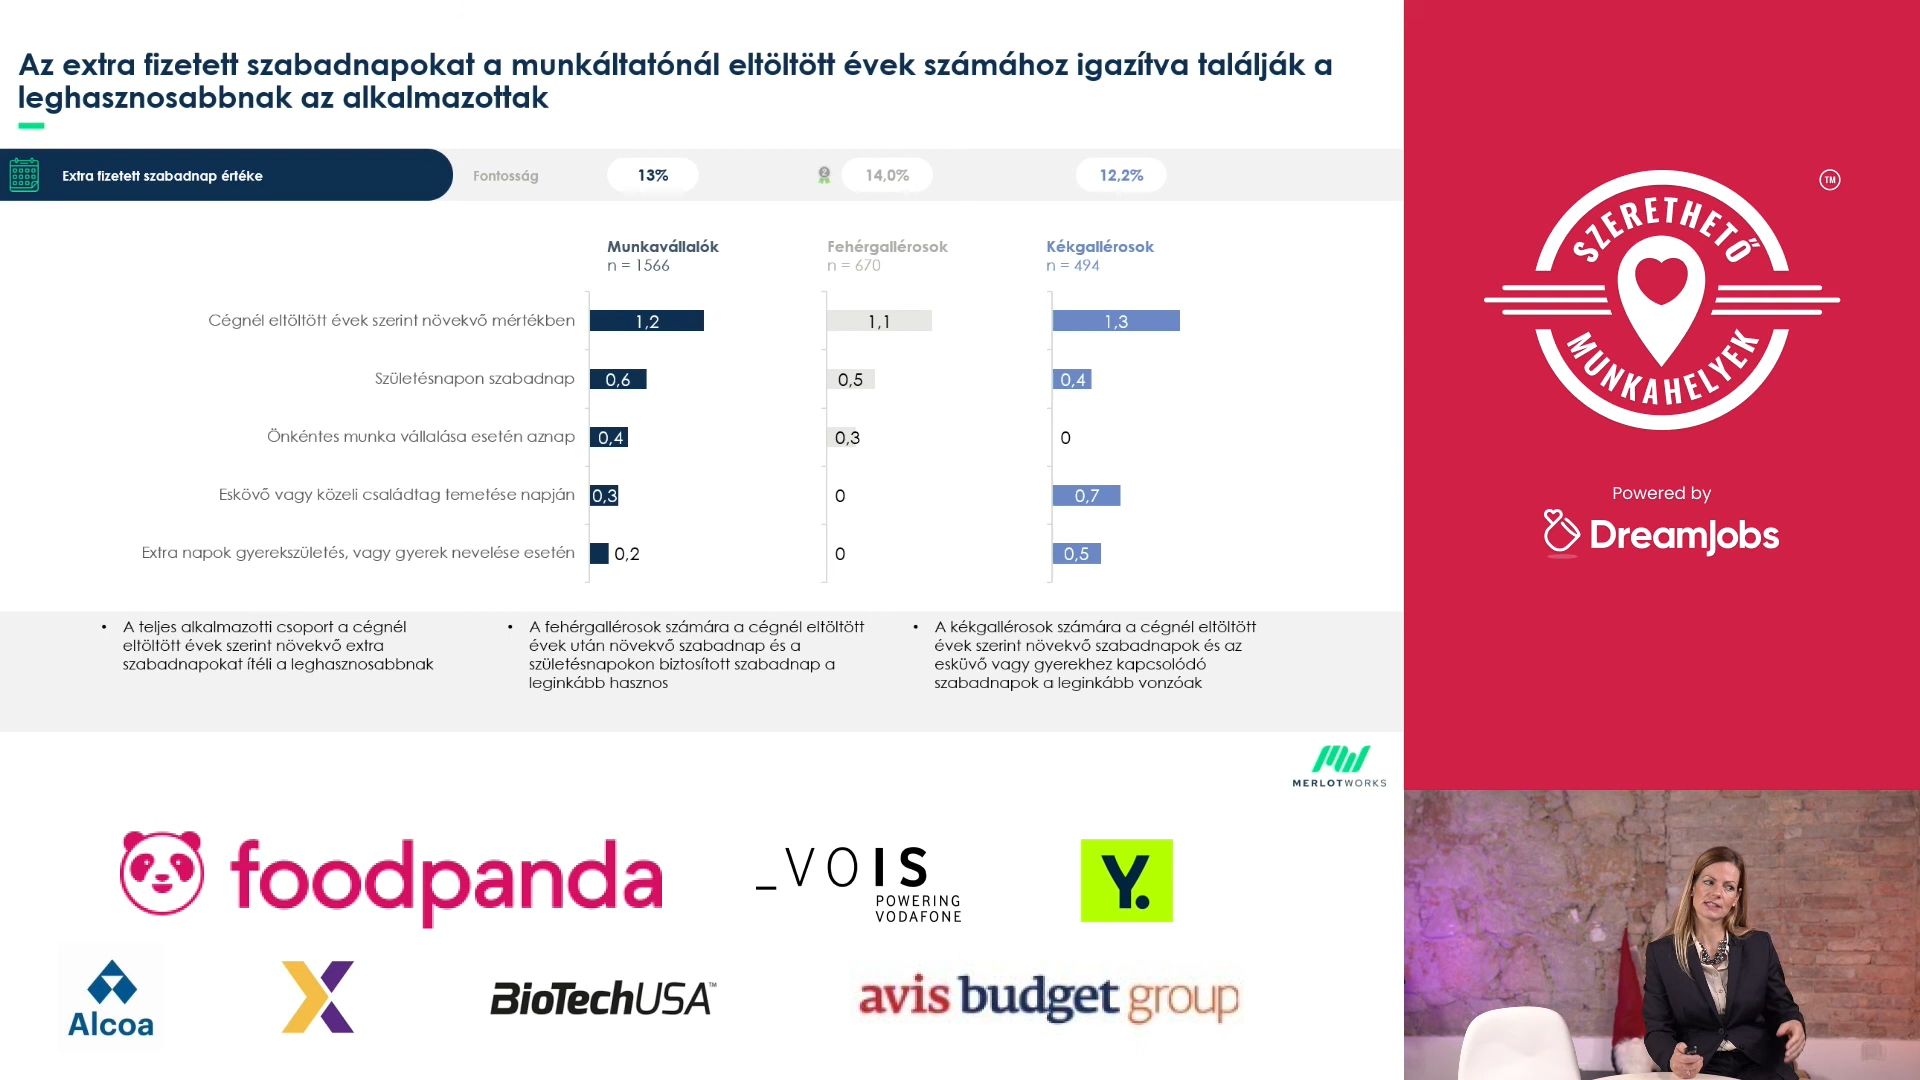 Az extra fizetett szabadnapokat a munkáltatónál eltöltött évek számához igazítva találják a
leghasznosabbnak az alkalmazottak
Extra fizetett szabadnap értéke
Fontosság
13%
2
14,0%
12,2%
Munkavállalók
n = 1566
Fehérgallérosok
n = 670
Kékgallérosok
n = 494
Cégnél eltöltött évek szerint növekvő mértékben
1,2
1,1
1,3
Születésnapon szabadnap
0,6
0,5
0,4
Önkéntes munka vállalása esetén aznap
0,4
0,3
0
Eskövő vagy közeli családtag temetése napján
0,3
0
0,7
Extra napok gyerekszületés, vagy gyerek nevelése esetén
0,2
0
0,5
• A teljes alkalmazotti csoport a cégnél
eltöltött évek szerint növekvő extra
szabadnapokat ítéli a leghasznosabbnak
• A fehérgallérosok számára a cégnél eltöltött
évek után növekvő szabadnap és a
születésnapokon biztosított szabadnap a
leginkább hasznos
• A kékgallérosok számára a cégnél eltöltött
évek szerint növekvő szabadnapok és az
esküvő vagy gyerekhez kapcsolódó
szabadnapok a leginkább vonzóak
MERLOTWORKS
foodpanda
_VOIS
POWERING
VODAFONE
Y.
Alcoa
BioTechUSA™
avis budget group
SZERETHETŐ
MUNKAHELYEK
TM
Powered by
DreamJobs